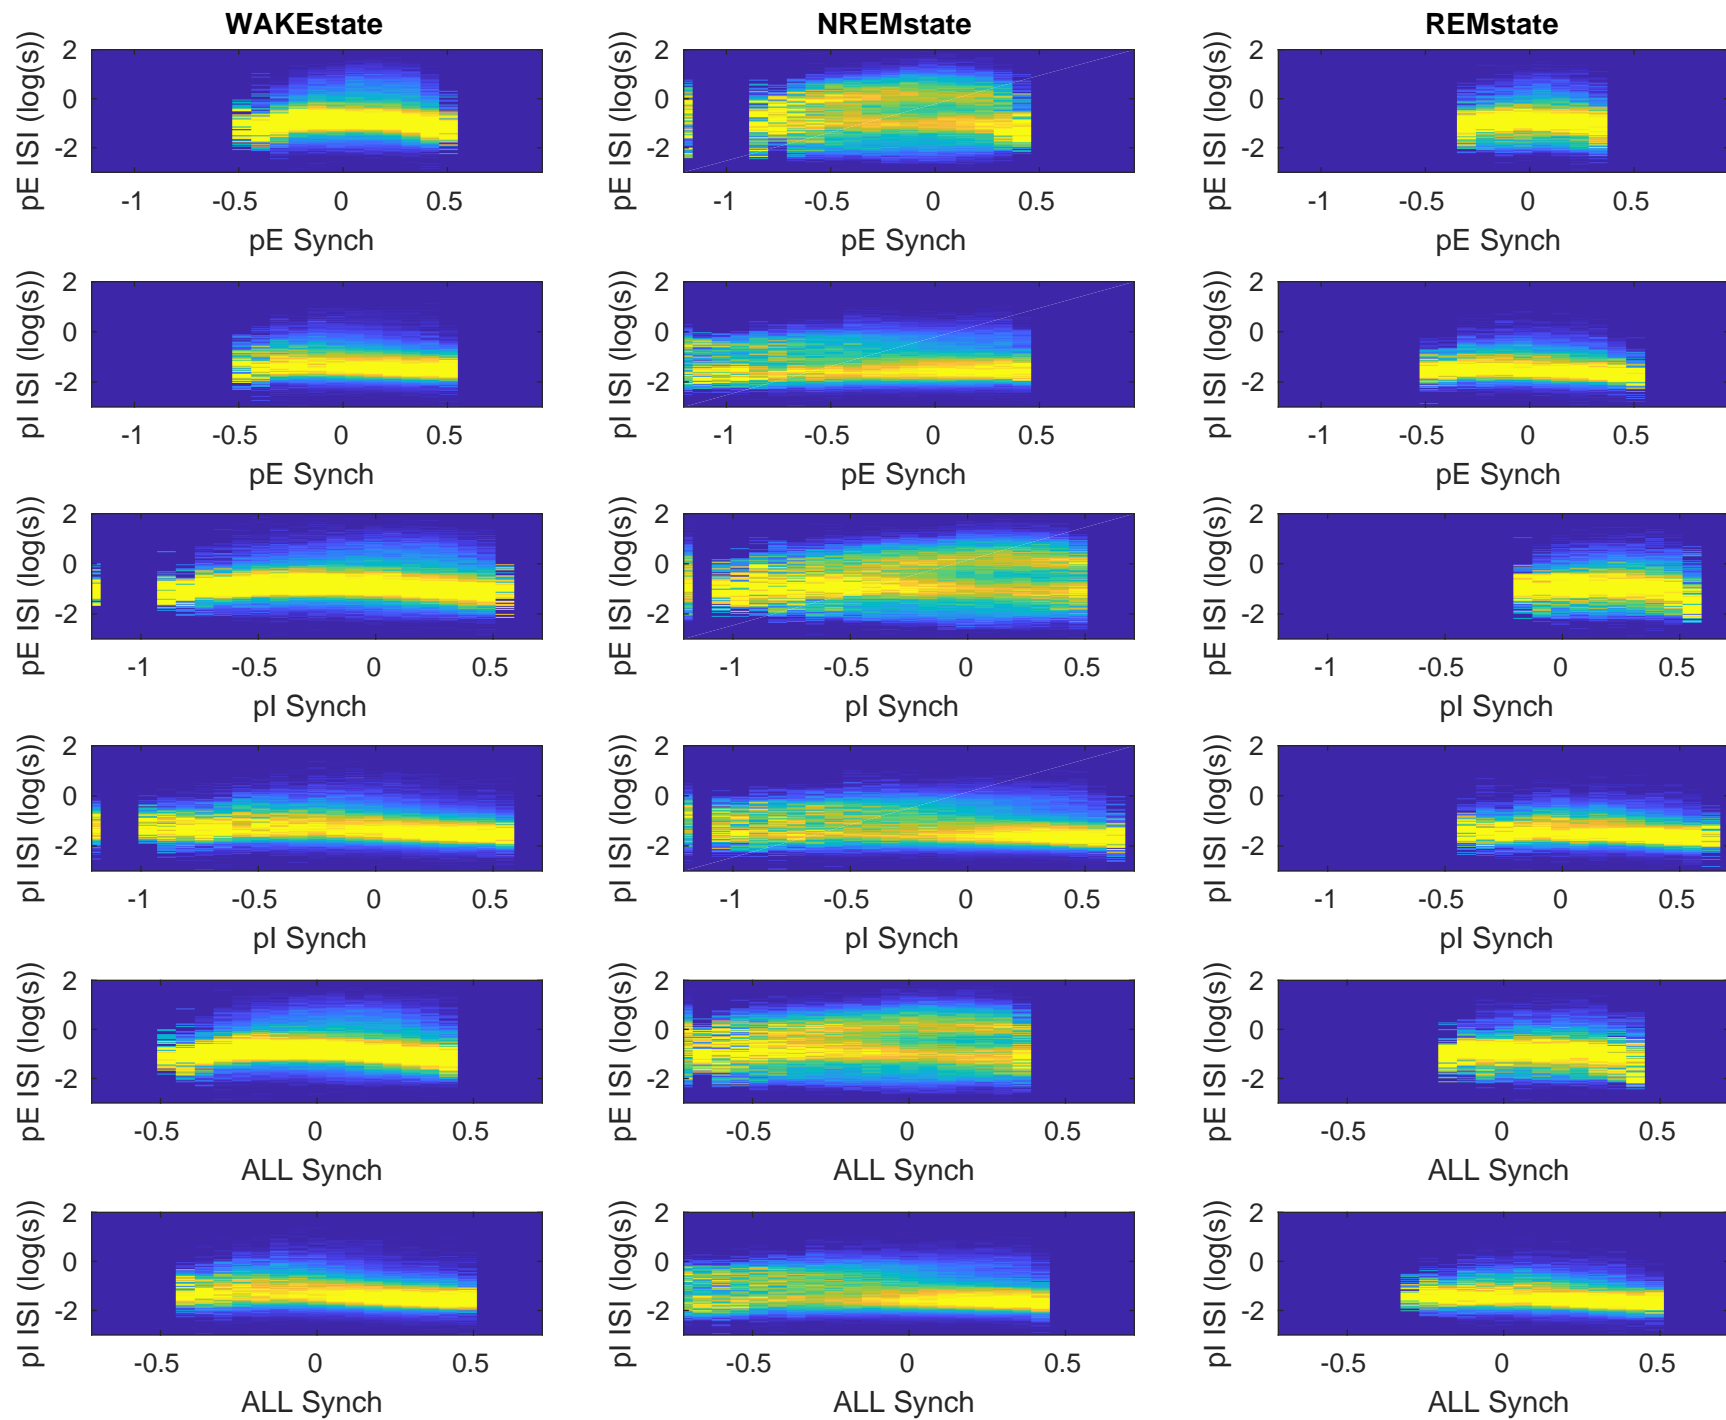 WAKEstate NREMstate REMstate
pE ISI (log(s)) 2 0 -2 pE ISI (log(s)) 2 0 -2 pE ISI (log(s)) 2 0 -2
-1 -0.5 0 0.5 -1 -0.5 0 0.5 -1 -0.5 0 0.5
pE Synch pE Synch pE Synch
pI ISI (log(s)) 2 0 -2 pI ISI (log(s)) 2 0 -2 pI ISI (log(s)) 2 0 -2
-1 -0.5 0 0.5 -1 -0.5 0 0.5 -1 -0.5 0 0.5
pE Synch pE Synch pE Synch
pE ISI (log(s)) 2 0 -2 pE ISI (log(s)) 2 0 -2 pE ISI (log(s)) 2 0 -2
-1 -0.5 0 0.5 -1 -0.5 0 0.5 -1 -0.5 0 0.5
pI Synch pI Synch pI Synch
pI ISI (log(s)) 2 0 -2 pI ISI (log(s)) 2 0 -2 pI ISI (log(s)) 2 0 -2
-1 -0.5 0 0.5 -1 -0.5 0 0.5 -1 -0.5 0 0.5
pI Synch pI Synch pI Synch
pE ISI (log(s)) 2 0 -2 pE ISI (log(s)) 2 0 -2 pE ISI (log(s)) 2 0 -2
-0.5 0 0.5 -0.5 0 0.5 -0.5 0 0.5
ALL Synch ALL Synch ALL Synch
pI ISI (log(s)) 2 0 -2 pI ISI (log(s)) 2 0 -2 pI ISI (log(s)) 2 0 -2
-0.5 0 0.5 -0.5 0 0.5 -0.5 0 0.5
ALL Synch ALL Synch ALL Synch